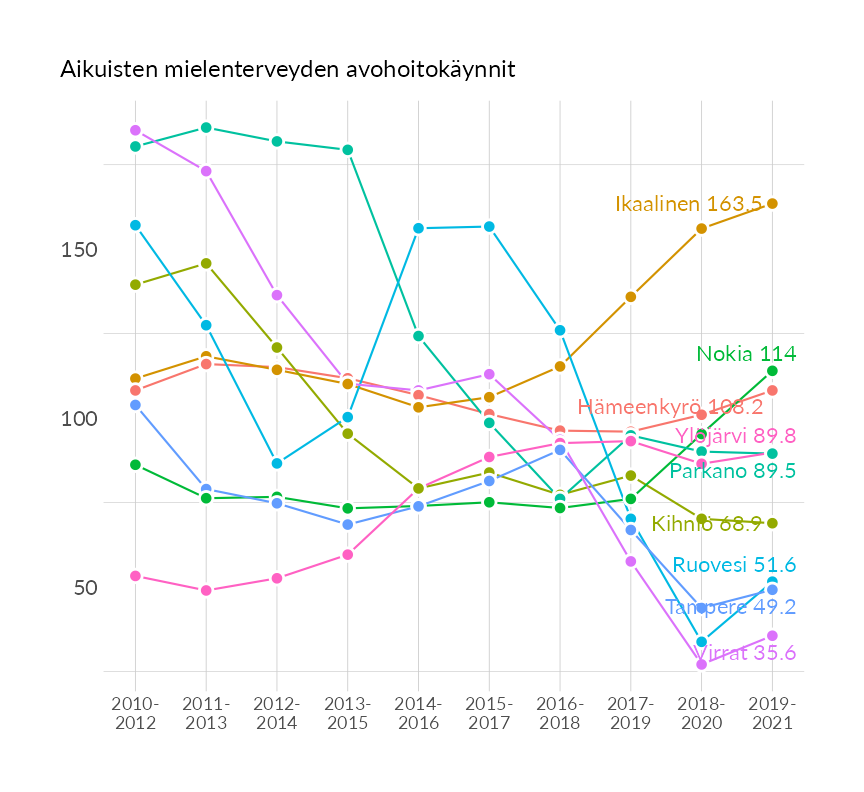 Aikuisten mielenterveyden avohoitokäynnit
Ikaalinen 163.5
150
Nokia 114
Hämeenkyrö 108.2
100
Ylöjärvi 89.8
Parkano 89.5
Kihniö 68.9
Ruovesi 51.6
50
Tampere 49.2
Virrat 35.6
2010- 2011- 2012- 2013- 2014- 2015- 2016- 2017- 2018- 2019-
2012 2013 2014 2015 2016 2017 2018 2019 2020 2021